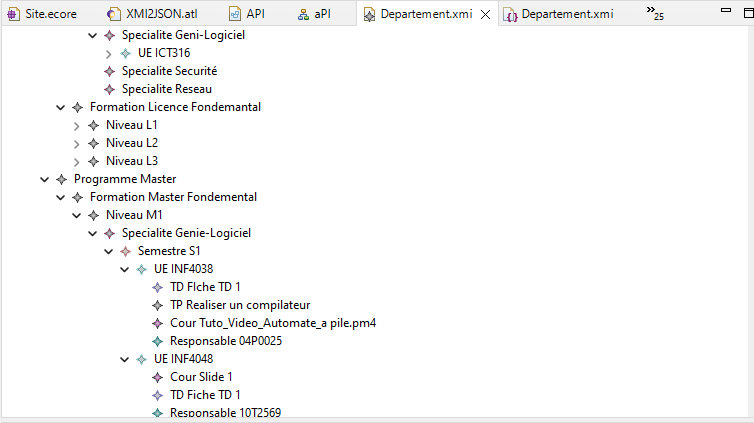 Site.ecore XMI2JSON.atl API aPI Departement.xmi Departement.xmi »25
Specialite Geni-Logiciel
UE ICT316
Specialite Securité
Specialite Reseau
Formation Licence Fondemantal
Niveau L1
Niveau L2
Niveau L3
Programme Master
Formation Master Fondemental
Niveau M1
Specialite Genie-Logiciel
Semestre S1
UE INF4038
TD FIche TD 1
TP Realiser un compilateur
Cour Tuto_Video_Automate_a pile.pm4
Responsable 04P0025
UE INF4048
Cour Slide 1
TD Fiche TD 1
Responsable 10T2569